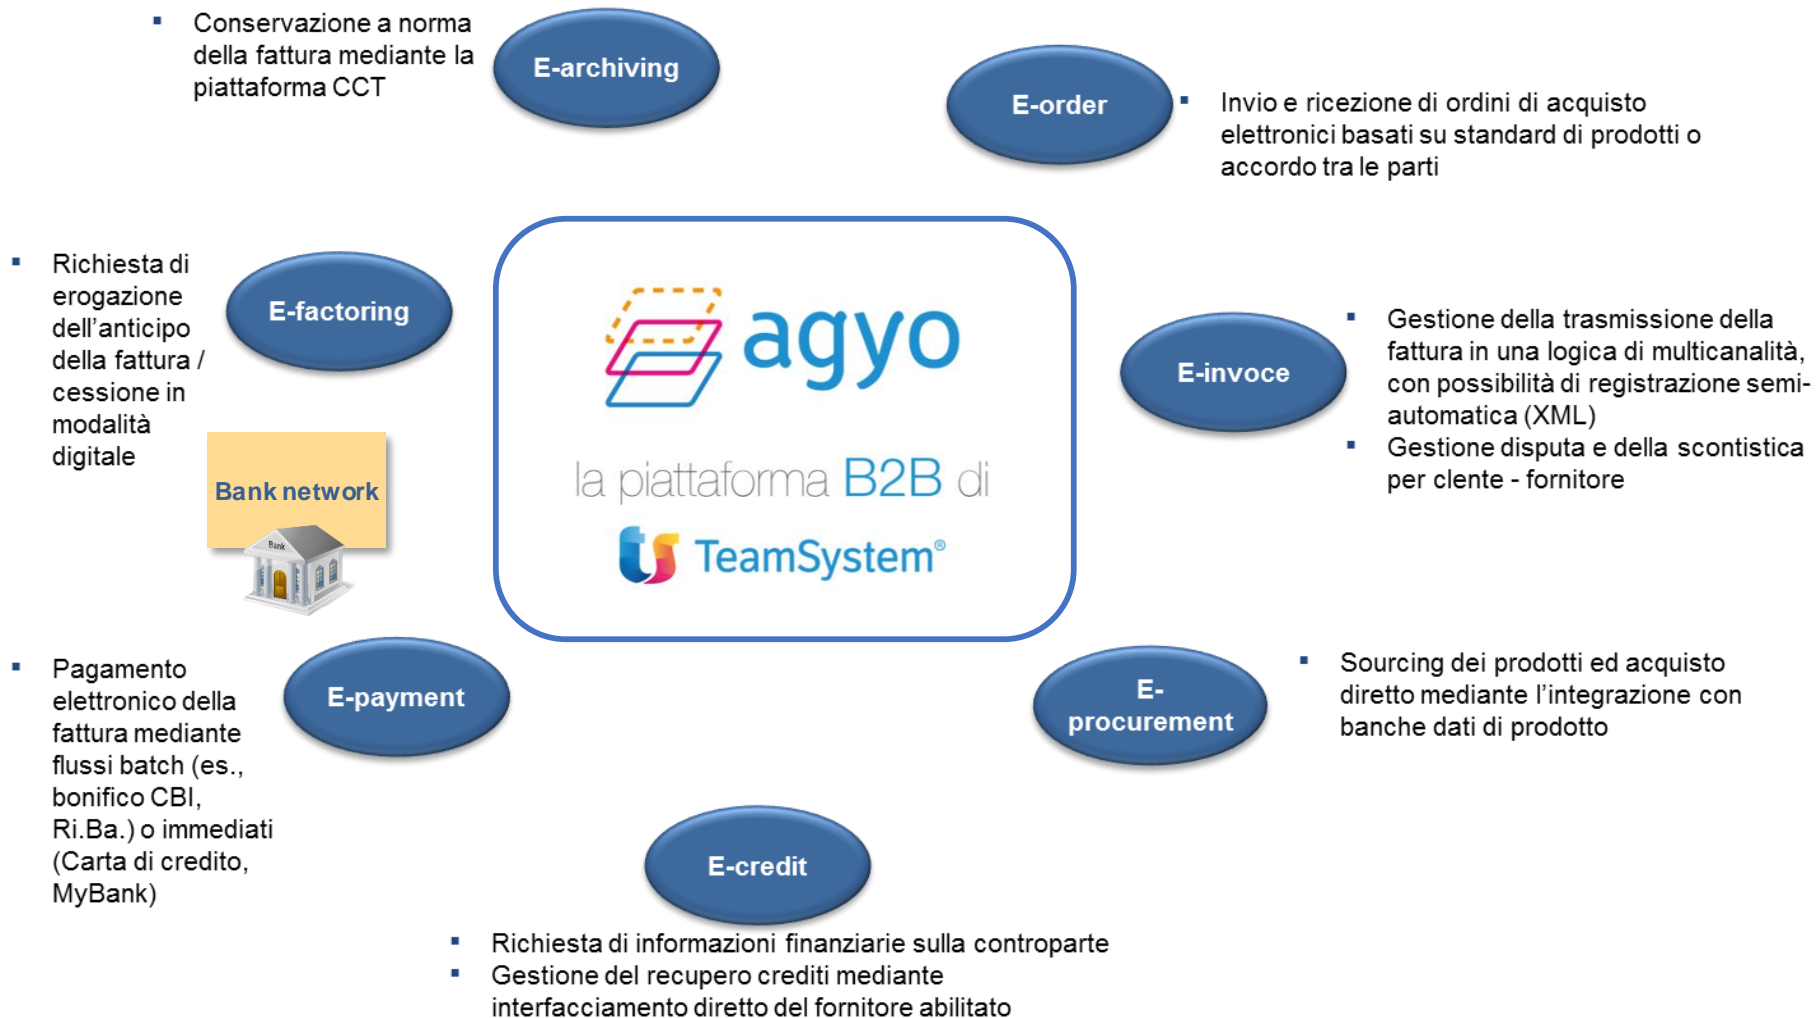 ▪ Conservazione a norma
della fattura mediante la
piattaforma CCT
E-archiving
E-order
▪ Invio e ricezione di ordini di acquisto
elettronici basati su standard di prodotti o
accordo tra le parti
▪ Richiesta di
erogazione
dell’anticipo
della fattura /
cessione in
modalità
digitale
E-factoring
Bank network
Bank
agyo
la piattaforma B2B di
TeamSystem®
E-invoce
▪ Gestione della trasmissione della
fattura in una logica di multicanalità,
con possibilità di registrazione semi-
automatica (XML)
▪ Gestione disputa e della scontistica
per clente - fornitore
▪ Pagamento
elettronico della
fattura mediante
flussi batch (es.,
bonifico CBI,
Ri.Ba.) o immediati
(Carta di credito,
MyBank)
E-payment
E-
procurement
▪ Sourcing dei prodotti ed acquisto
diretto mediante l’integrazione con
banche dati di prodotto
E-credit
▪ Richiesta di informazioni finanziarie sulla controparte
▪ Gestione del recupero crediti mediante
interfacciamento diretto del fornitore abilitato